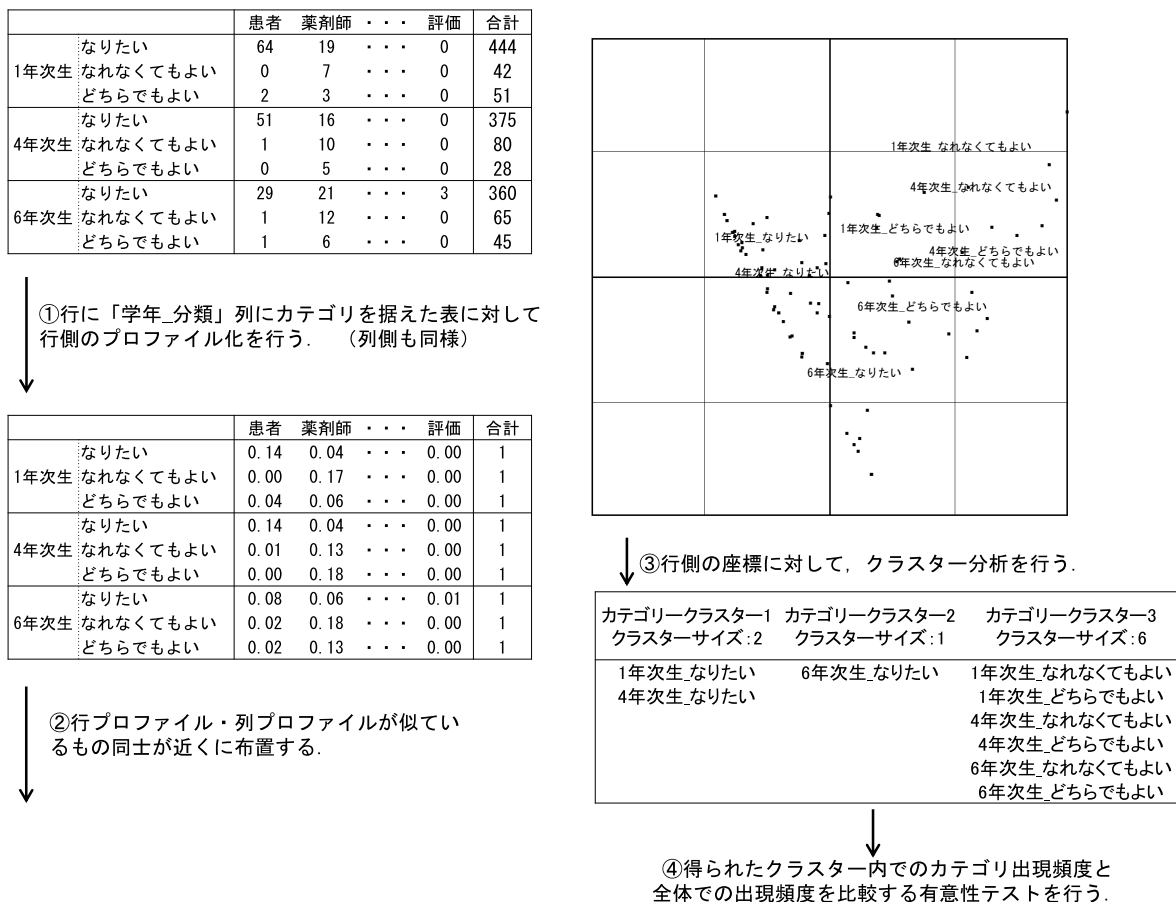 患者 薬剤師 ・・・ 評価 合計
なりたい 64 19 ・・・ 0 444
1年次生 なれなくてもよい 0 7 ・・・ 0 42
どちらでもよい 2 3 ・・・ 0 51
なりたい 51 16 ・・・ 0 375
4年次生 なれなくてもよい 1 10 ・・・ 0 80
どちらでもよい 0 5 ・・・ 0 28
なりたい 29 21 ・・・ 3 360
6年次生 なれなくてもよい 1 12 ・・・ 0 65
どちらでもよい 1 6 ・・・ 0 45
①行に「学年_分類」列にカテゴリを据えた表に対して
行側のプロファイル化を行う. （列側も同様）
患者 薬剤師 ・・・ 評価 合計
なりたい 0.14 0.04 ・・・ 0.00 1
1年次生 なれなくてもよい 0.00 0.17 ・・・ 0.00 1
どちらでもよい 0.04 0.06 ・・・ 0.00 1
なりたい 0.14 0.04 ・・・ 0.00 1
4年次生 なれなくてもよい 0.01 0.13 ・・・ 0.00 1
どちらでもよい 0.00 0.18 ・・・ 0.00 1
なりたい 0.08 0.06 ・・・ 0.01 1
6年次生 なれなくてもよい 0.02 0.18 ・・・ 0.00 1
どちらでもよい 0.02 0.13 ・・・ 0.00 1
②行プロファイル・列プロファイルが似てい
るもの同士が近くに布置する.
1年次生_なれなくてもよい
4年次生_なれなくてもよい
1年次生_どちらでもよい
1年次生_なりたい
4年次生_どちらでもよい
6年次生_なれなくてもよい
4年次生_なりたい
6年次生_どちらでもよい
6年次生_なりたい
③行側の座標に対して，クラスター分析を行う.
カテゴリークラスター1 カテゴリークラスター2 カテゴリークラスター3
クラスターサイズ:2 クラスターサイズ:1 クラスターサイズ:6
1年次生_なりたい 6年次生_なりたい 1年次生_なれなくてもよい
4年次生_なりたい 1年次生_どちらでもよい
4年次生_なれなくてもよい
4年次生_どちらでもよい
6年次生_なれなくてもよい
6年次生_どちらでもよい
④得られたクラスター内でのカテゴリ出現頻度と
全体での出現頻度を比較する有意性テストを行う.